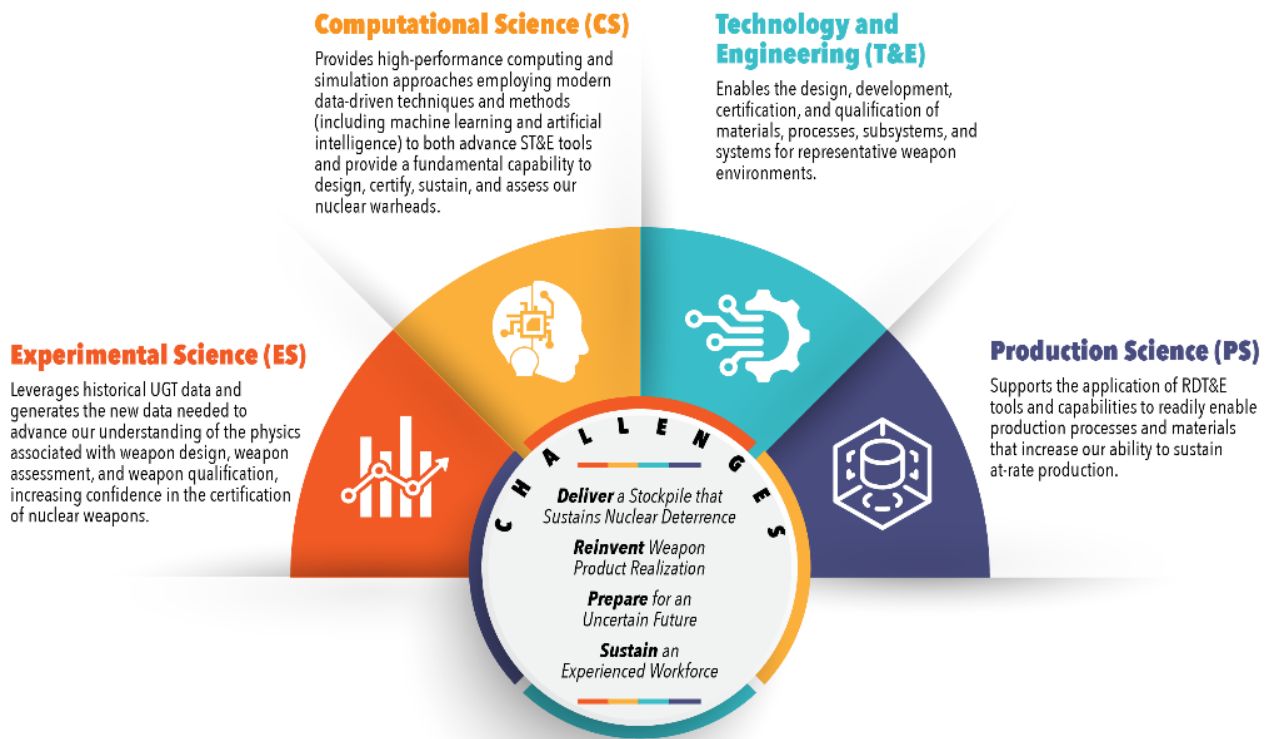 Computational Science (CS)
Provides high-performance computing and
simulation approaches employing modern
data-driven techniques and methods
(including machine learning and artificial
intelligence) to both advance ST&E tools
and provide a fundamental capability to
design, certify, sustain, and assess our
nuclear warheads.
Technology and
Engineering (T&E)
Enables the design, development,
certification, and qualification of
materials, processes, subsystems, and
systems for representative weapon
environments.
Experimental Science (ES)
Leverages historical UGT data and
generates the new data needed to
advance our understanding of the physics
associated with weapon design, weapon
assessment, and weapon qualification,
increasing confidence in the certification
of nuclear weapons.
Production Science (PS)
Supports the application of RDT&E
tools and capabilities to readily enable
production processes and materials
that increase our ability to sustain
at-rate production.
CHALLENGES
Deliver a Stockpile that
Sustains Nuclear Deterrence
Reinvent Weapon
Product Realization
Prepare for an
Uncertain Future
Sustain an
Experienced Workforce